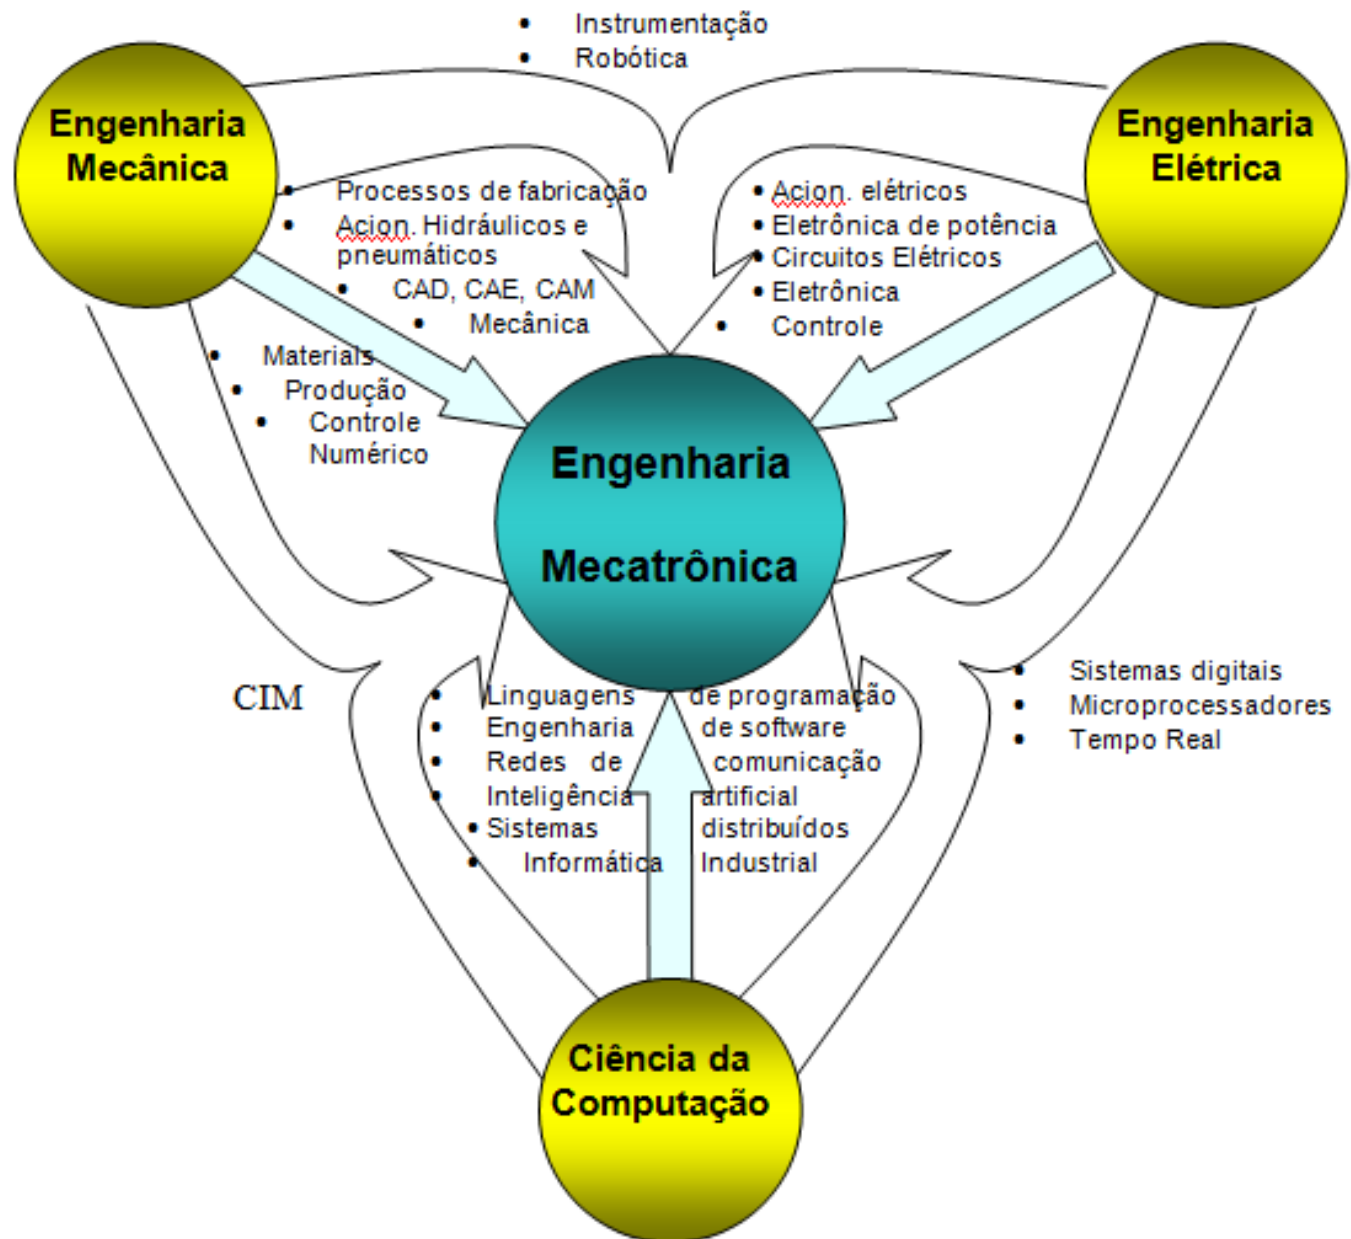 • Instrumentação
• Robótica
Engenharia
Mecânica
Engenharia
Elétrica
• Processos de fabricação
• Acion. Hidráulicos e
pneumáticos
• CAD, CAE, CAM
• Mecânica
• Materiais
• Produção
• Controle
Numérico
• Acion. elétricos
• Eletrônica de potência
• Circuitos Elétricos
• Eletrônica
• Controle
Engenharia
Mecatrônica
CIM
• Linguagens de programação
• Engenharia de software
• Redes de comunicação
• Inteligência artificial
• Sistemas distribuídos
• Informática Industrial
• Sistemas digitais
• Microprocessadores
• Tempo Real
Ciência da
Computação